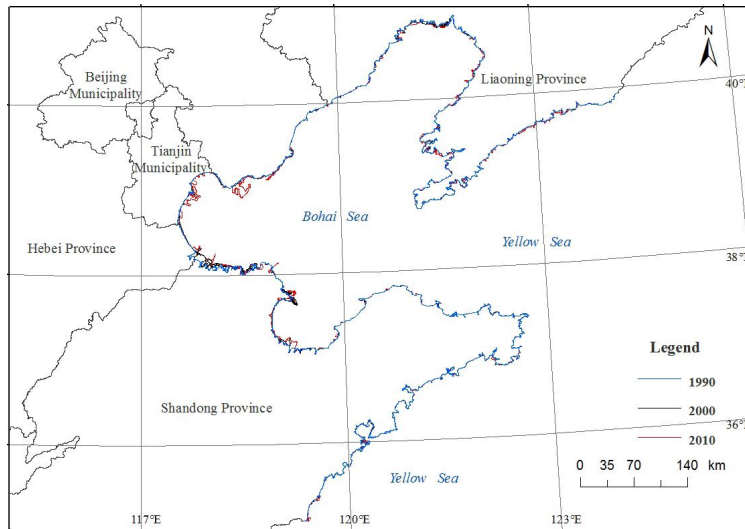 N
Beijing
Municipality
Liaoning Province
40°N
Tianjin
Municipality
Bohai Sea
Yellow Sea
Hebei Province
38°
Legend
1990
Shandong Province
2000
36°
2010
0 35 70 140 km
Yellow Sea
117°E
120°E
123°E